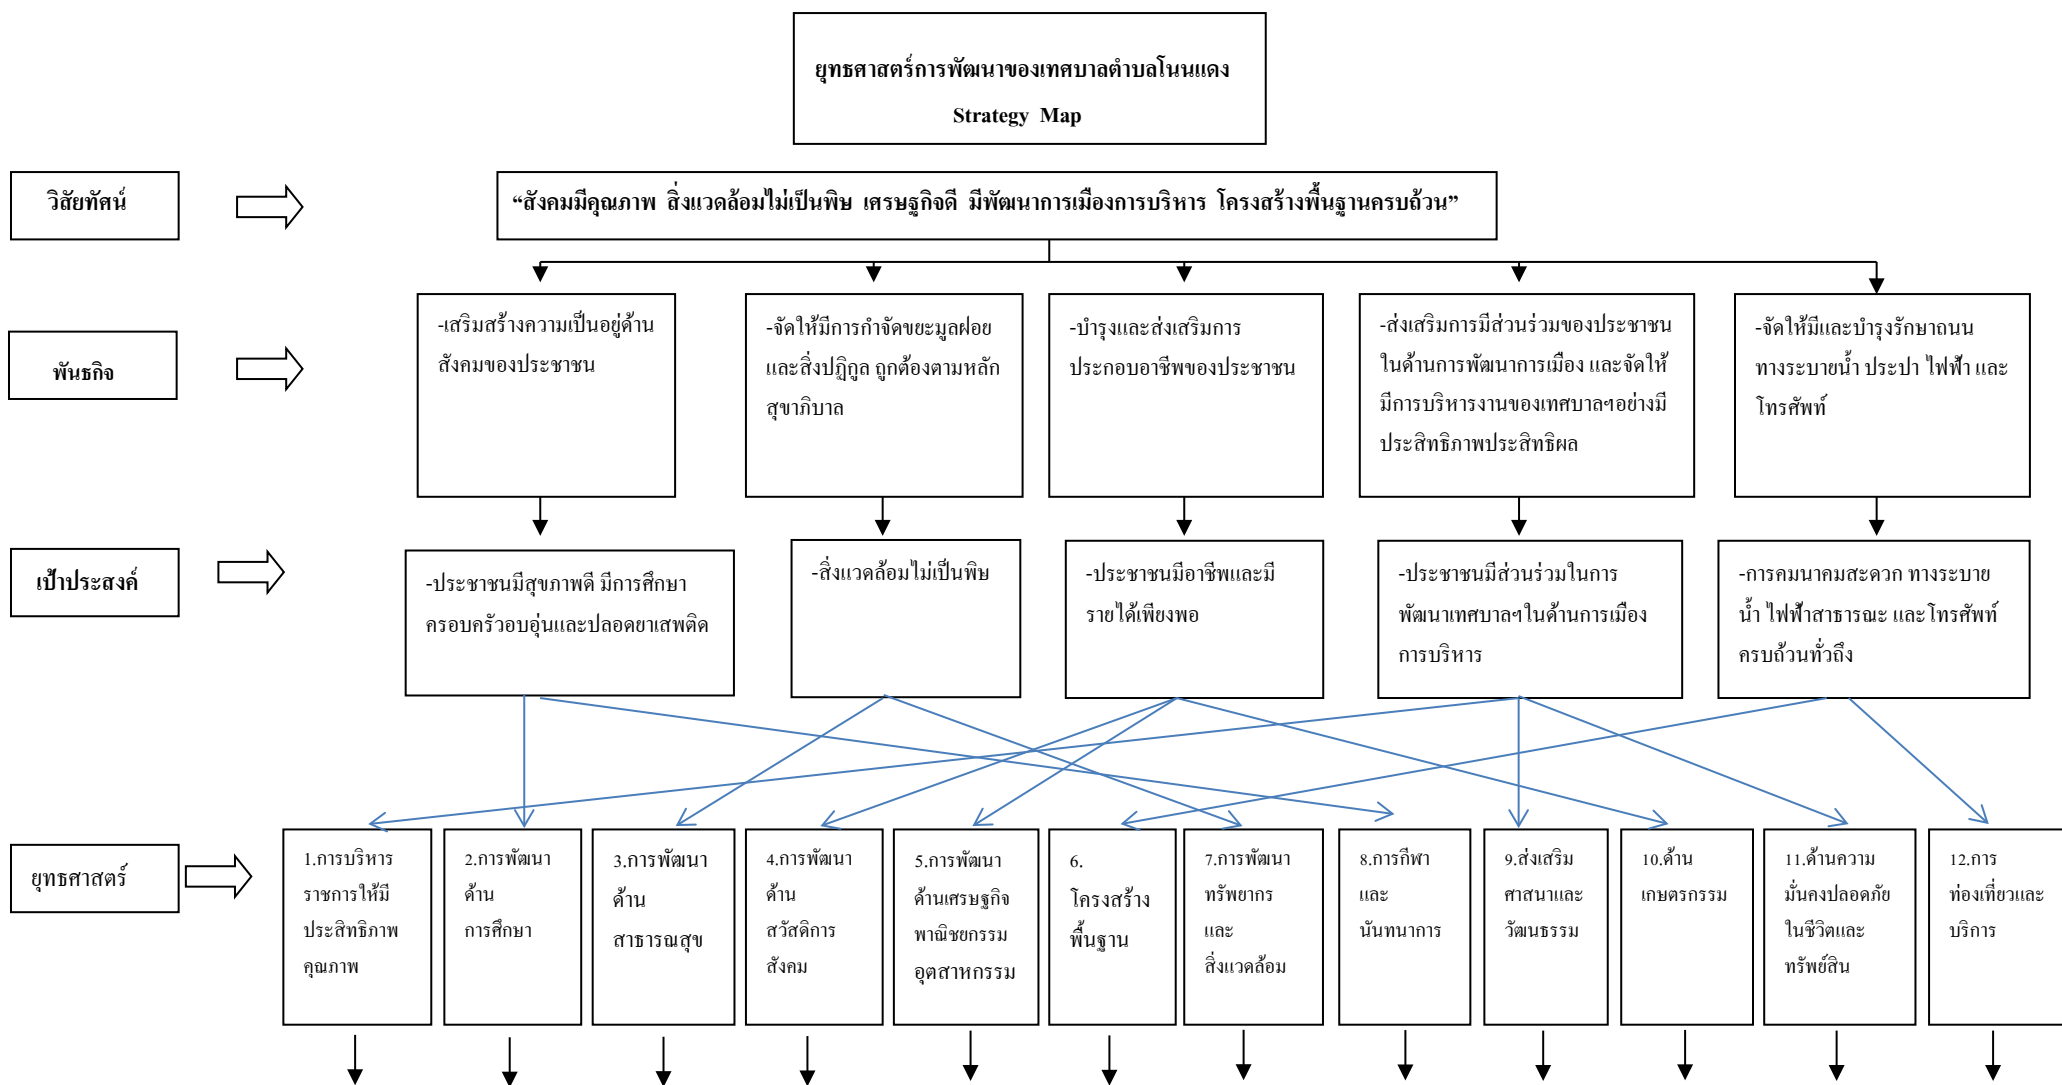 ยุทธศาสตร์การพัฒนาของเทศบาลตำบลโนนแดง
Strategy Map
วิสัยทัศน์
“สังคมมีคุณภาพ สิ่งแวดล้อมไม่เป็นพิษ เศรษฐกิจดี มีพัฒนาการเมืองการบริหาร โครงสร้างพื้นฐานครบถ้วน”
พันธกิจ
-เสริมสร้างความเป็นอยู่ด้าน
สังคมของประชาชน
-จัดให้มีการกำจัดขยะมูลฝอย
และสิ่งปฏิกูล ถูกต้องตามหลัก
สุขาภิบาล
-บำรุงและส่งเสริมการ
ประกอบอาชีพของประชาชน
-ส่งเสริมการมีส่วนร่วมของประชาชน
ในด้านการพัฒนาการเมือง และจัดให้
มีการบริหารงานของเทศบาลฯอย่างมี
ประสิทธิภาพประสิทธิผล
-จัดให้มีและบำรุงรักษาถนน
ทางระบายน้ำ ประปา ไฟฟ้า และ
โทรศัพท์
เป้าประสงค์
-ประชาชนมีสุขภาพดี มีการศึกษา
ครอบครัวอบอุ่นและปลอดยาเสพติด
-สิ่งแวดล้อมไม่เป็นพิษ
-ประชาชนมีอาชีพและมี
รายได้เพียงพอ
-ประชาชนมีส่วนร่วมในการ
พัฒนาเทศบาลฯในด้านการเมือง
การบริหาร
-การคมนาคมสะดวก ทางระบาย
น้ำ ไฟฟ้าสาธารณะ และโทรศัพท์
ครบถ้วนทั่วถึง
ยุทธศาสตร์
1.การบริหาร
ราชการให้มี
ประสิทธิภาพ
คุณภาพ
2.การพัฒนา
ด้าน
การศึกษา
3.การพัฒนา
ด้าน
สาธารณสุข
4.การพัฒนา
ด้าน
สวัสดิการ
สังคม
5.การพัฒนา
ด้านเศรษฐกิจ
พาณิชยกรรม
อุตสาหกรรม
6.
โครงสร้าง
พื้นฐาน
7.การพัฒนา
ทรัพยากร
และ
สิ่งแวดล้อม
8.การกีฬา
และ
นันทนาการ
9.ส่งเสริม
ศาสนาและ
วัฒนธรรม
10.ด้าน
เกษตรกรรม
11.ด้านความ
มั่นคงปลอดภัย
ในชีวิตและ
ทรัพย์สิน
12.การ
ท่องเที่ยวและ
บริการ